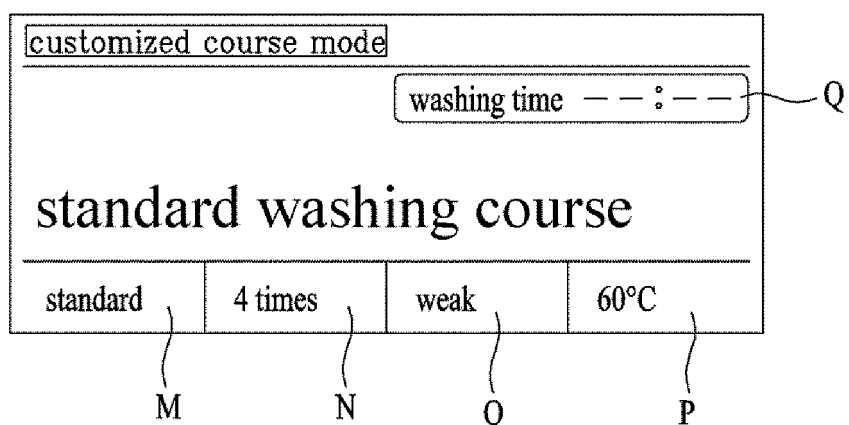 customized course mode
washing time – – : – – Q
standard washing course
standard 4 times weak 60°C
M N O P